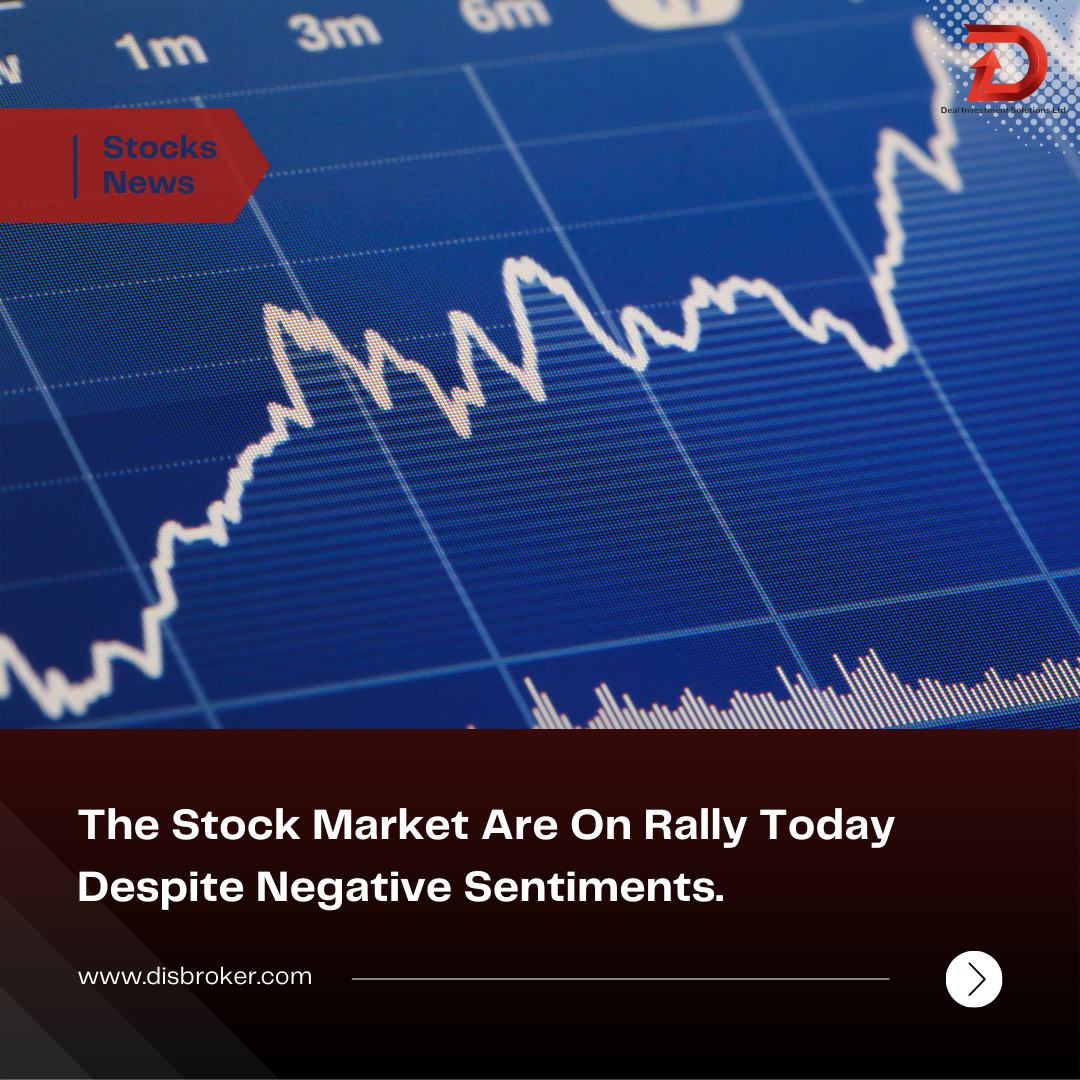 1m 3m 6m 1y
Deal Investment Solutions Ltd
Stocks
News
The Stock Market Are On Rally Today
Despite Negative Sentiments.
www.disbroker.com